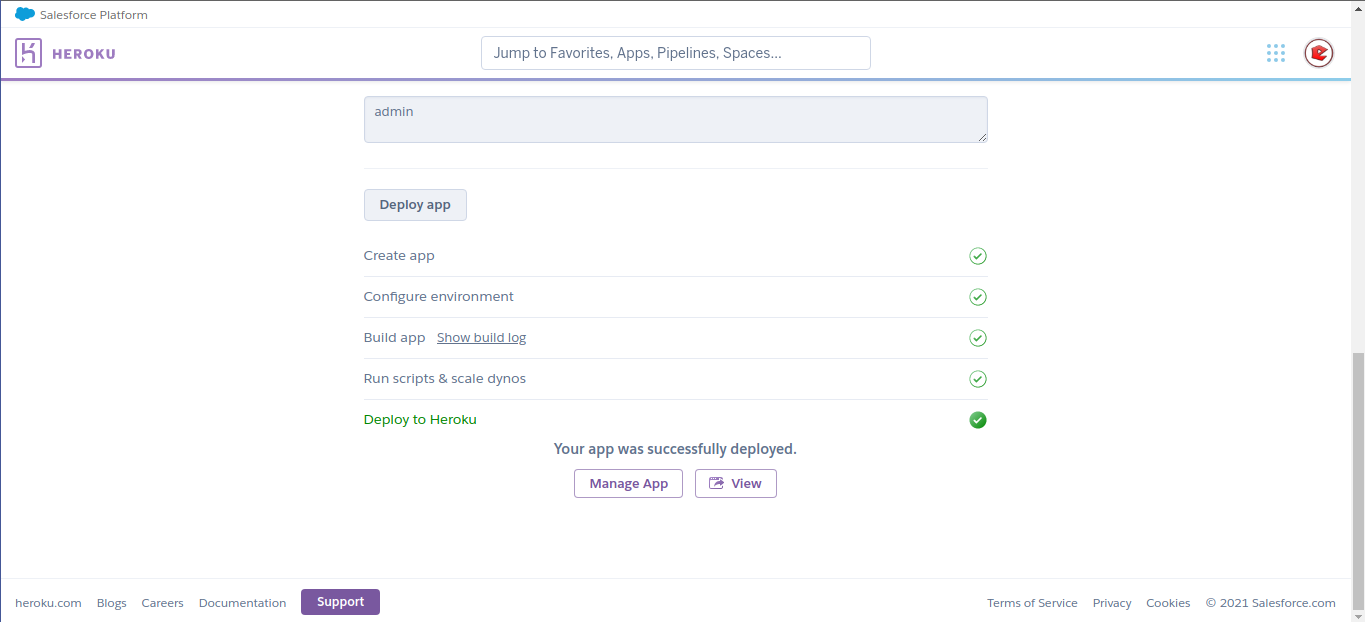 Salesforce Platform
HEROKU
Jump to Favorites, Apps, Pipelines, Spaces...
admin
Deploy app
Create app
Configure environment
Build app Show build log
Run scripts & scale dynos
Deploy to Heroku
Your app was successfully deployed.
Manage App View
heroku.com Blogs Careers Documentation Support Terms of Service Privacy Cookies © 2021 Salesforce.com